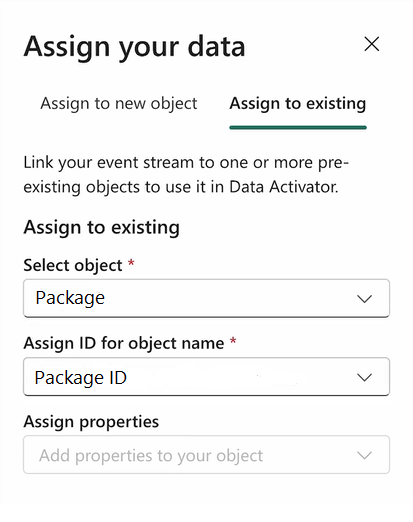 Assign your data
Assign to new object Assign to existing
Link your event stream to one or more pre-
existing objects to use it in Data Activator.
Assign to existing
Select object *
Package
Assign ID for object name *
Package ID
Assign properties
Add properties to your object